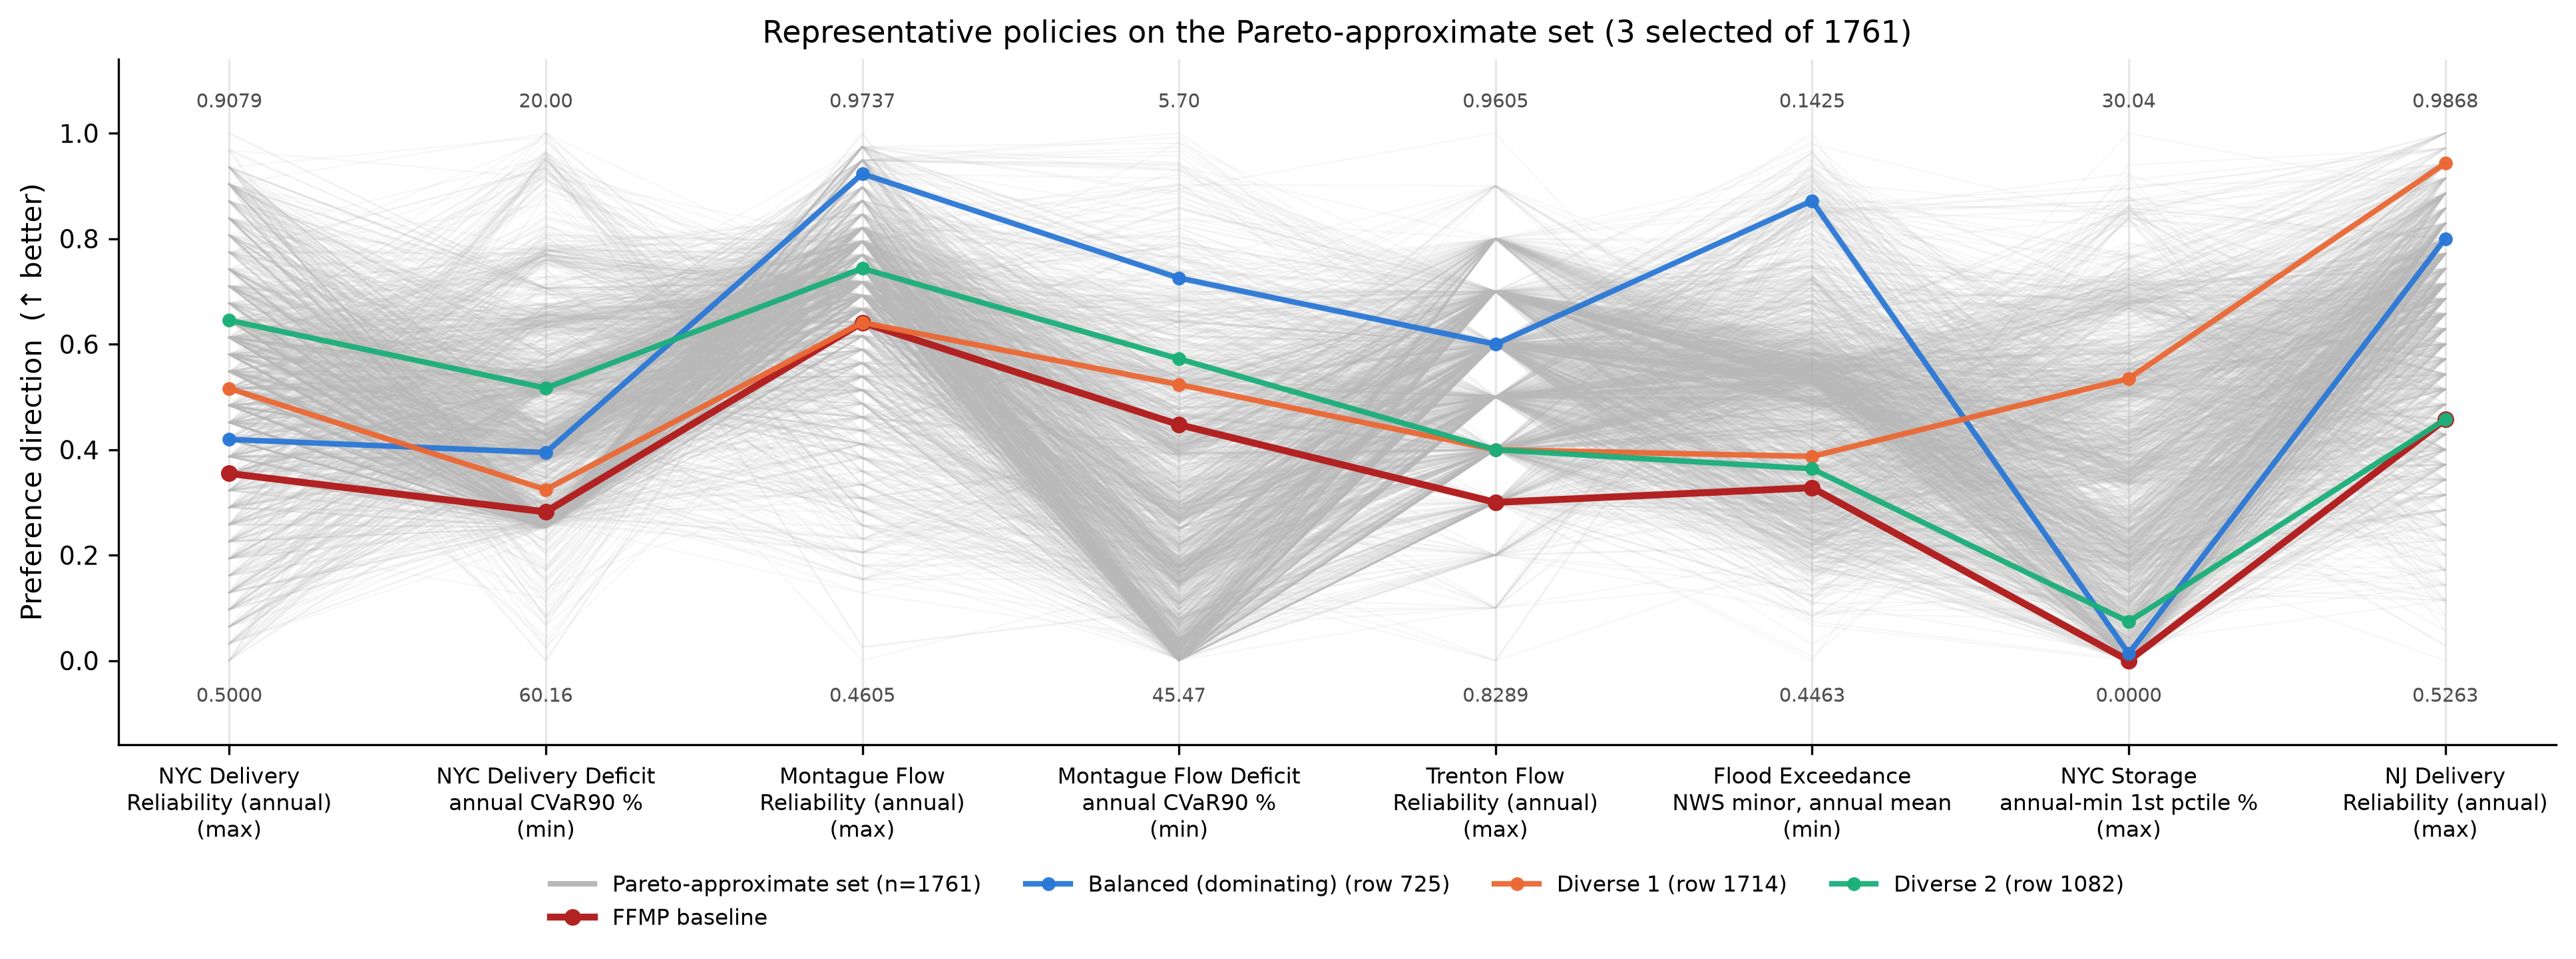 Representative policies on the Pareto-approximate set (3 selected of 1761)
Preference direction (↑ better)
1.0
0.8
0.6
0.4
0.2
0.0
0.9079
20.00
0.9737
5.70
0.9605
0.1425
30.04
0.9868
0.5000
60.16
0.4605
45.47
0.8289
0.4463
0.0000
0.5263
NYC Delivery
Reliability (annual)
(max)
NYC Delivery Deficit
annual CVaR90 %
(min)
Montague Flow
Reliability (annual)
(max)
Montague Flow Deficit
annual CVaR90 %
(min)
Trenton Flow
Reliability (annual)
(max)
Flood Exceedance
NWS minor, annual mean
(min)
NYC Storage
annual-min 1st pctile %
(max)
NJ Delivery
Reliability (annual)
(max)
Pareto-approximate set (n=1761)
Balanced (dominating) (row 725)
Diverse 1 (row 1714)
Diverse 2 (row 1082)
FFMP baseline